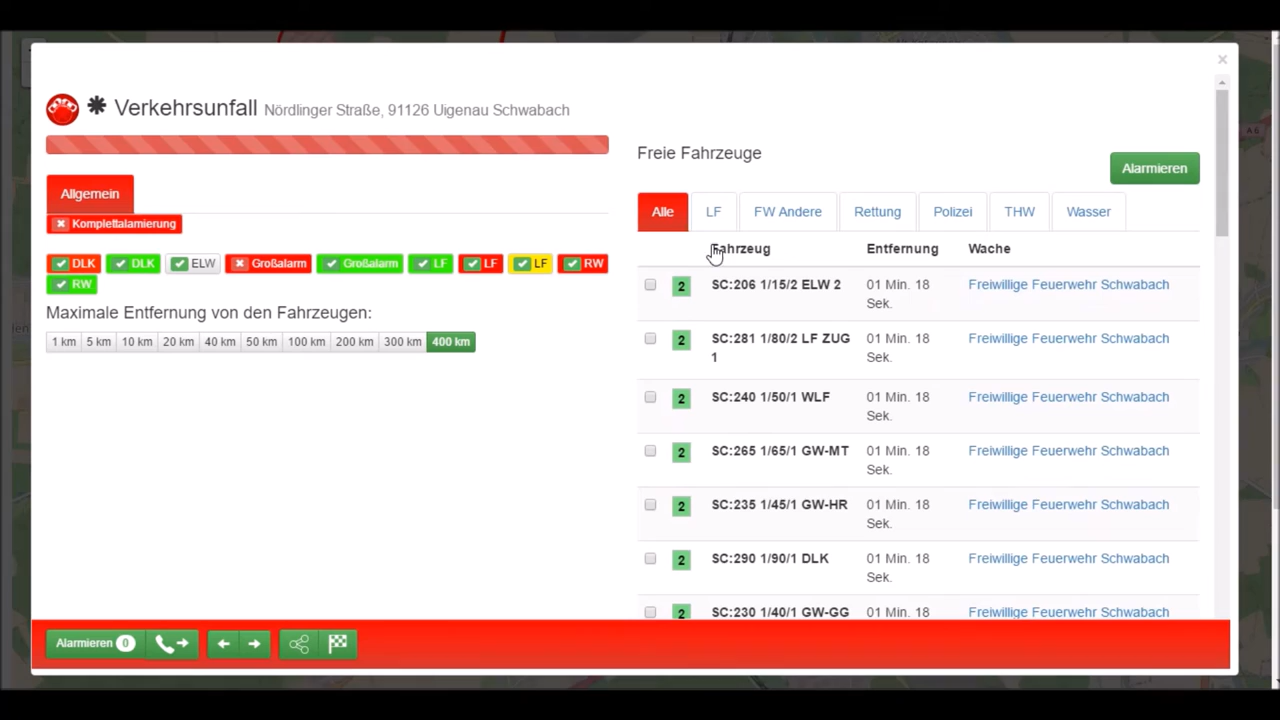 ×
Verkehrsunfall Nördlinger Straße, 91126 Uigenau Schwabach
Allgemein
Komplettalamierung
DLK DLK ELW Großalarm Großalarm LF LF LF RW
RW
Maximale Entfernung von den Fahrzeugen:
1 km 5 km 10 km 20 km 40 km 50 km 100 km 200 km 300 km 400 km
Freie Fahrzeuge
Alarmieren
Alle LF FW Andere Rettung Polizei THW Wasser
Fahrzeug Entfernung Wache
2 SC:206 1/15/2 ELW 2 01 Min. 18 Sek. Freiwillige Feuerwehr Schwabach
2 SC:281 1/80/2 LF ZUG 1 01 Min. 18 Sek. Freiwillige Feuerwehr Schwabach
2 SC:240 1/50/1 WLF 01 Min. 18 Sek. Freiwillige Feuerwehr Schwabach
2 SC:265 1/65/1 GW-MT 01 Min. 18 Sek. Freiwillige Feuerwehr Schwabach
2 SC:235 1/45/1 GW-HR 01 Min. 18 Sek. Freiwillige Feuerwehr Schwabach
2 SC:290 1/90/1 DLK 01 Min. 18 Sek. Freiwillige Feuerwehr Schwabach
2 SC:230 1/40/1 GW-GG 01 Min. 18 Freiwillige Feuerwehr Schwabach
Alarmieren 0
A6